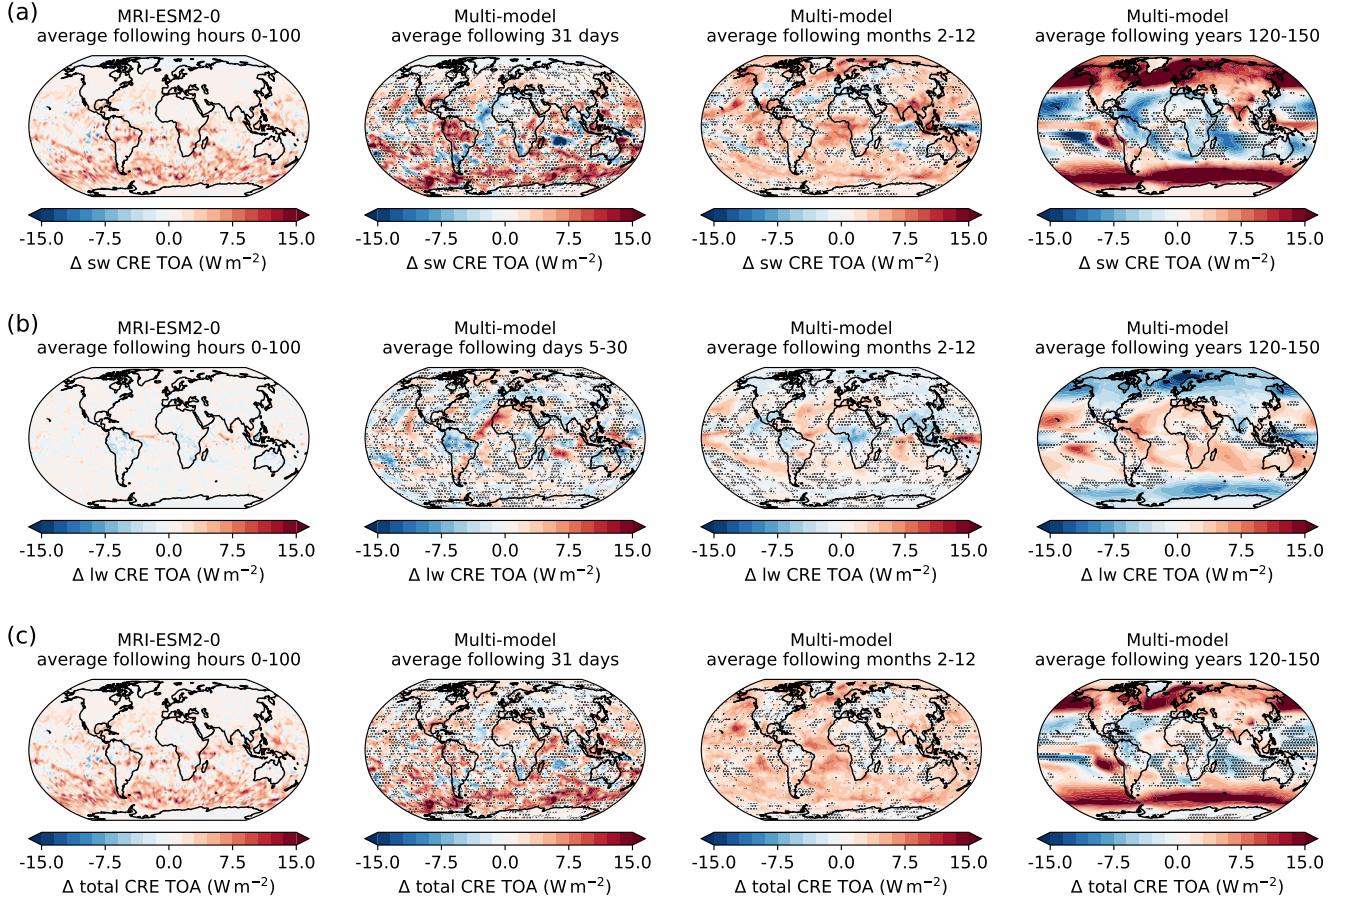 (a)
MRI-ESM2-0
average following hours 0-100
Multi-model
average following 31 days
Multi-model
average following months 2-12
Multi-model
average following years 120-150
-15.0 -7.5 0.0 7.5 15.0
Δ sw CRE TOA (W m⁻²)
-15.0 -7.5 0.0 7.5 15.0
Δ sw CRE TOA (W m⁻²)
-15.0 -7.5 0.0 7.5 15.0
Δ sw CRE TOA (W m⁻²)
-15.0 -7.5 0.0 7.5 15.0
Δ sw CRE TOA (W m⁻²)
(b)
MRI-ESM2-0
average following hours 0-100
Multi-model
average following days 5-30
Multi-model
average following months 2-12
Multi-model
average following years 120-150
-15.0 -7.5 0.0 7.5 15.0
Δ lw CRE TOA (W m⁻²)
-15.0 -7.5 0.0 7.5 15.0
Δ lw CRE TOA (W m⁻²)
-15.0 -7.5 0.0 7.5 15.0
Δ lw CRE TOA (W m⁻²)
-15.0 -7.5 0.0 7.5 15.0
Δ lw CRE TOA (W m⁻²)
(c)
MRI-ESM2-0
average following hours 0-100
Multi-model
average following 31 days
Multi-model
average following months 2-12
Multi-model
average following years 120-150
-15.0 -7.5 0.0 7.5 15.0
Δ total CRE TOA (W m⁻²)
-15.0 -7.5 0.0 7.5 15.0
Δ total CRE TOA (W m⁻²)
-15.0 -7.5 0.0 7.5 15.0
Δ total CRE TOA (W m⁻²)
-15.0 -7.5 0.0 7.5 15.0
Δ total CRE TOA (W m⁻²)